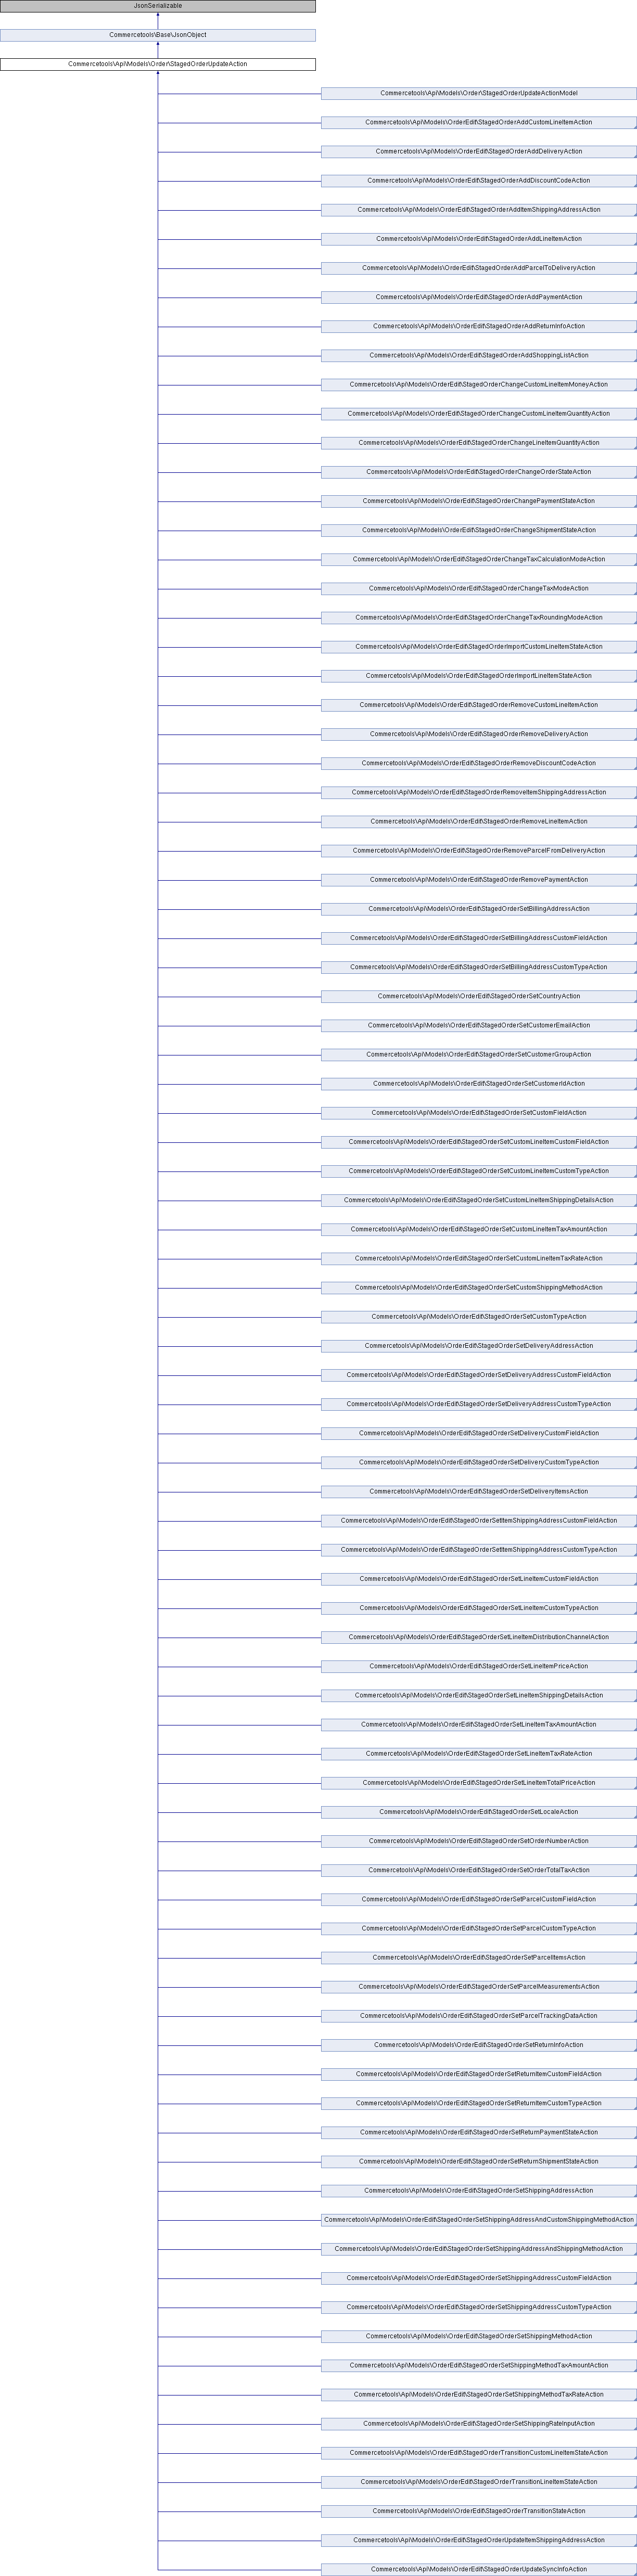 JsonSerializable
Commercetools\Base\JsonObject
Commercetools\Api\Models\Order\StagedOrderUpdateAction
Commercetools\Api\Models\Order\StagedOrderUpdateActionModel
Commercetools\Api\Models\OrderEdit\StagedOrderAddCustomLineItemAction
Commercetools\Api\Models\OrderEdit\StagedOrderAddDeliveryAction
Commercetools\Api\Models\OrderEdit\StagedOrderAddDiscountCodeAction
Commercetools\Api\Models\OrderEdit\StagedOrderAddItemShippingAddressAction
Commercetools\Api\Models\OrderEdit\StagedOrderAddLineItemAction
Commercetools\Api\Models\OrderEdit\StagedOrderAddParcelToDeliveryAction
Commercetools\Api\Models\OrderEdit\StagedOrderAddPaymentAction
Commercetools\Api\Models\OrderEdit\StagedOrderAddReturnInfoAction
Commercetools\Api\Models\OrderEdit\StagedOrderAddShoppingListAction
Commercetools\Api\Models\OrderEdit\StagedOrderChangeCustomLineItemMoneyAction
Commercetools\Api\Models\OrderEdit\StagedOrderChangeCustomLineItemQuantityAction
Commercetools\Api\Models\OrderEdit\StagedOrderChangeLineItemQuantityAction
Commercetools\Api\Models\OrderEdit\StagedOrderChangeOrderStateAction
Commercetools\Api\Models\OrderEdit\StagedOrderChangePaymentStateAction
Commercetools\Api\Models\OrderEdit\StagedOrderChangeShipmentStateAction
Commercetools\Api\Models\OrderEdit\StagedOrderChangeTaxCalculationModeAction
Commercetools\Api\Models\OrderEdit\StagedOrderChangeTaxModeAction
Commercetools\Api\Models\OrderEdit\StagedOrderChangeTaxRoundingModeAction
Commercetools\Api\Models\OrderEdit\StagedOrderImportCustomLineItemStateAction
Commercetools\Api\Models\OrderEdit\StagedOrderImportLineItemStateAction
Commercetools\Api\Models\OrderEdit\StagedOrderRemoveCustomLineItemAction
Commercetools\Api\Models\OrderEdit\StagedOrderRemoveDeliveryAction
Commercetools\Api\Models\OrderEdit\StagedOrderRemoveDiscountCodeAction
Commercetools\Api\Models\OrderEdit\StagedOrderRemoveItemShippingAddressAction
Commercetools\Api\Models\OrderEdit\StagedOrderRemoveLineItemAction
Commercetools\Api\Models\OrderEdit\StagedOrderRemoveParcelFromDeliveryAction
Commercetools\Api\Models\OrderEdit\StagedOrderRemovePaymentAction
Commercetools\Api\Models\OrderEdit\StagedOrderSetBillingAddressAction
Commercetools\Api\Models\OrderEdit\StagedOrderSetBillingAddressCustomFieldAction
Commercetools\Api\Models\OrderEdit\StagedOrderSetBillingAddressCustomTypeAction
Commercetools\Api\Models\OrderEdit\StagedOrderSetCountryAction
Commercetools\Api\Models\OrderEdit\StagedOrderSetCustomerEmailAction
Commercetools\Api\Models\OrderEdit\StagedOrderSetCustomerGroupAction
Commercetools\Api\Models\OrderEdit\StagedOrderSetCustomerIdAction
Commercetools\Api\Models\OrderEdit\StagedOrderSetCustomFieldAction
Commercetools\Api\Models\OrderEdit\StagedOrderSetCustomLineItemCustomFieldAction
Commercetools\Api\Models\OrderEdit\StagedOrderSetCustomLineItemCustomTypeAction
Commercetools\Api\Models\OrderEdit\StagedOrderSetCustomLineItemShippingDetailsAction
Commercetools\Api\Models\OrderEdit\StagedOrderSetCustomLineItemTaxAmountAction
Commercetools\Api\Models\OrderEdit\StagedOrderSetCustomLineItemTaxRateAction
Commercetools\Api\Models\OrderEdit\StagedOrderSetCustomShippingMethodAction
Commercetools\Api\Models\OrderEdit\StagedOrderSetCustomTypeAction
Commercetools\Api\Models\OrderEdit\StagedOrderSetDeliveryAddressAction
Commercetools\Api\Models\OrderEdit\StagedOrderSetDeliveryAddressCustomFieldAction
Commercetools\Api\Models\OrderEdit\StagedOrderSetDeliveryAddressCustomTypeAction
Commercetools\Api\Models\OrderEdit\StagedOrderSetDeliveryCustomFieldAction
Commercetools\Api\Models\OrderEdit\StagedOrderSetDeliveryCustomTypeAction
Commercetools\Api\Models\OrderEdit\StagedOrderSetDeliveryItemsAction
Commercetools\Api\Models\OrderEdit\StagedOrderSetItemShippingAddressCustomFieldAction
Commercetools\Api\Models\OrderEdit\StagedOrderSetItemShippingAddressCustomTypeAction
Commercetools\Api\Models\OrderEdit\StagedOrderSetLineItemCustomFieldAction
Commercetools\Api\Models\OrderEdit\StagedOrderSetLineItemCustomTypeAction
Commercetools\Api\Models\OrderEdit\StagedOrderSetLineItemDistributionChannelAction
Commercetools\Api\Models\OrderEdit\StagedOrderSetLineItemPriceAction
Commercetools\Api\Models\OrderEdit\StagedOrderSetLineItemShippingDetailsAction
Commercetools\Api\Models\OrderEdit\StagedOrderSetLineItemTaxAmountAction
Commercetools\Api\Models\OrderEdit\StagedOrderSetLineItemTaxRateAction
Commercetools\Api\Models\OrderEdit\StagedOrderSetLineItemTotalPriceAction
Commercetools\Api\Models\OrderEdit\StagedOrderSetLocaleAction
Commercetools\Api\Models\OrderEdit\StagedOrderSetOrderNumberAction
Commercetools\Api\Models\OrderEdit\StagedOrderSetOrderTotalTaxAction
Commercetools\Api\Models\OrderEdit\StagedOrderSetParcelCustomFieldAction
Commercetools\Api\Models\OrderEdit\StagedOrderSetParcelCustomTypeAction
Commercetools\Api\Models\OrderEdit\StagedOrderSetParcelItemsAction
Commercetools\Api\Models\OrderEdit\StagedOrderSetParcelMeasurementsAction
Commercetools\Api\Models\OrderEdit\StagedOrderSetParcelTrackingDataAction
Commercetools\Api\Models\OrderEdit\StagedOrderSetReturnInfoAction
Commercetools\Api\Models\OrderEdit\StagedOrderSetReturnItemCustomFieldAction
Commercetools\Api\Models\OrderEdit\StagedOrderSetReturnItemCustomTypeAction
Commercetools\Api\Models\OrderEdit\StagedOrderSetReturnPaymentStateAction
Commercetools\Api\Models\OrderEdit\StagedOrderSetReturnShipmentStateAction
Commercetools\Api\Models\OrderEdit\StagedOrderSetShippingAddressAction
Commercetools\Api\Models\OrderEdit\StagedOrderSetShippingAddressAndCustomShippingMethodAction
Commercetools\Api\Models\OrderEdit\StagedOrderSetShippingAddressAndShippingMethodAction
Commercetools\Api\Models\OrderEdit\StagedOrderSetShippingAddressCustomFieldAction
Commercetools\Api\Models\OrderEdit\StagedOrderSetShippingAddressCustomTypeAction
Commercetools\Api\Models\OrderEdit\StagedOrderSetShippingMethodAction
Commercetools\Api\Models\OrderEdit\StagedOrderSetShippingMethodTaxAmountAction
Commercetools\Api\Models\OrderEdit\StagedOrderSetShippingMethodTaxRateAction
Commercetools\Api\Models\OrderEdit\StagedOrderSetShippingRateInputAction
Commercetools\Api\Models\OrderEdit\StagedOrderTransitionCustomLineItemStateAction
Commercetools\Api\Models\OrderEdit\StagedOrderTransitionLineItemStateAction
Commercetools\Api\Models\OrderEdit\StagedOrderTransitionStateAction
Commercetools\Api\Models\OrderEdit\StagedOrderUpdateItemShippingAddressAction
Commercetools\Api\Models\OrderEdit\StagedOrderUpdateSyncInfoAction